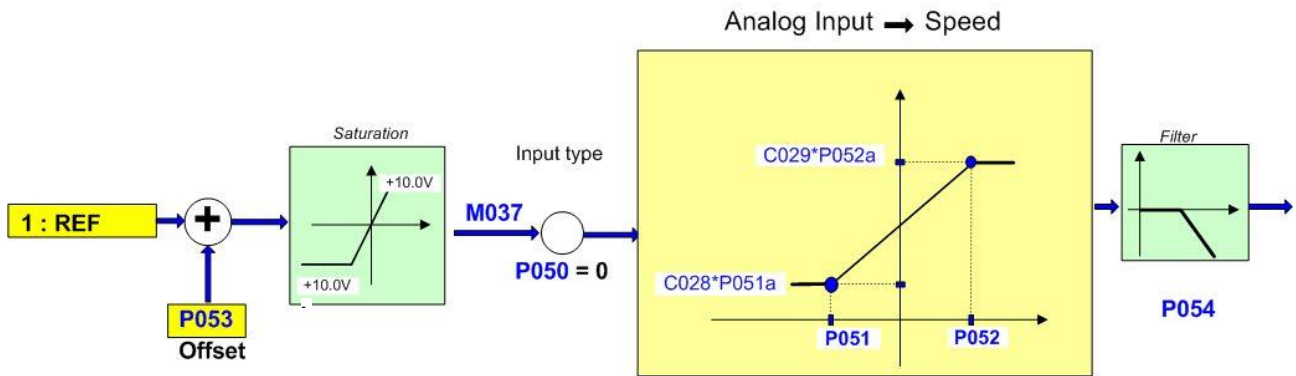 Analog Input → Speed
Saturation
Input type
Filter
+10.0V
C029*P052a
1 : REF
+
M037
P050 = 0
+10.0V
-
C028*P051a
P053
Offset
P051
P052
P054